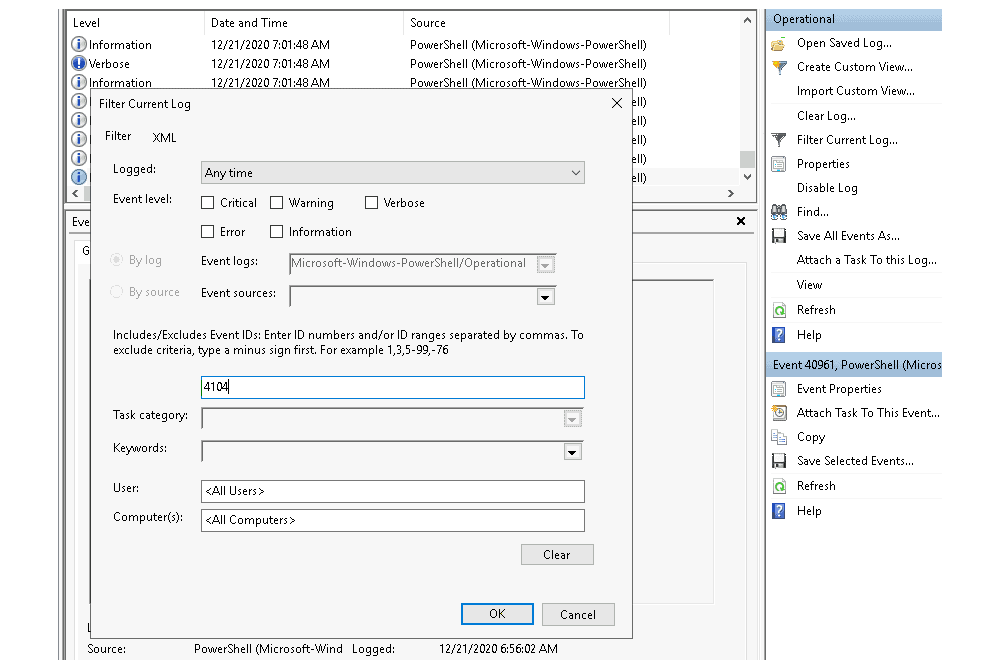 Level Date and Time Source
Information 12/21/2020 7:01:48 AM PowerShell (Microsoft-Windows-PowerShell)
Verbose 12/21/2020 7:01:48 AM PowerShell (Microsoft-Windows-PowerShell)
Information 12/21/2020 7:01:48 AM PowerShell (Microsoft-Windows-PowerShell)
ell)
ell)
ell)
ell)
ell)
Filter Current Log
Filter XML
Logged: Any time
Event level: Critical Warning Verbose
Error Information
By log Event logs: Microsoft-Windows-PowerShell/Operational
By source Event sources:
Includes/Excludes Event IDs: Enter ID numbers and/or ID ranges separated by commas. To
exclude criteria, type a minus sign first. For example 1,3,5-99,-76
4104
Task category:
Keywords:
User: <All Users>
Computer(s): <All Computers>
Clear
OK Cancel
Eve
G
L
Source: PowerShell (Microsoft-Wind Logged: 12/21/2020 6:56:02 AM
Operational
Open Saved Log...
Create Custom View...
Import Custom View...
Clear Log...
Filter Current Log...
Properties
Disable Log
Find...
Save All Events As...
Attach a Task To this Log...
View
Refresh
Help
Event 40961, PowerShell (Micros
Event Properties
Attach Task To This Event...
Copy
Save Selected Events...
Refresh
Help